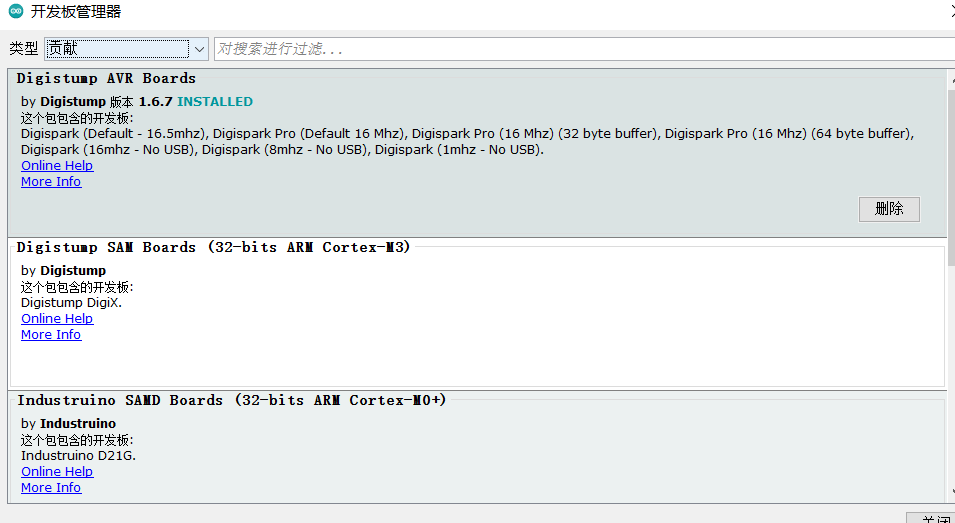 开发板管理器
类型 贡献 对搜索进行过滤...
Digistump AVR Boards
by Digistump 版本 1.6.7 INSTALLED
这个包包含的开发板:
Digispark (Default - 16.5mhz), Digispark Pro (Default 16 Mhz), Digispark Pro (16 Mhz) (32 byte buffer), Digispark Pro (16 Mhz) (64 byte buffer),
Digispark (16mhz - No USB), Digispark (8mhz - No USB), Digispark (1mhz - No USB).
Online Help
More Info
删除
Digistump SAM Boards (32-bits ARM Cortex-M3)
by Digistump
这个包包含的开发板:
Digistump DigiX.
Online Help
More Info
Industruino SAMD Boards (32-bits ARM Cortex-M0+)
by Industruino
这个包包含的开发板:
Industruino D21G.
Online Help
More Info
关闭